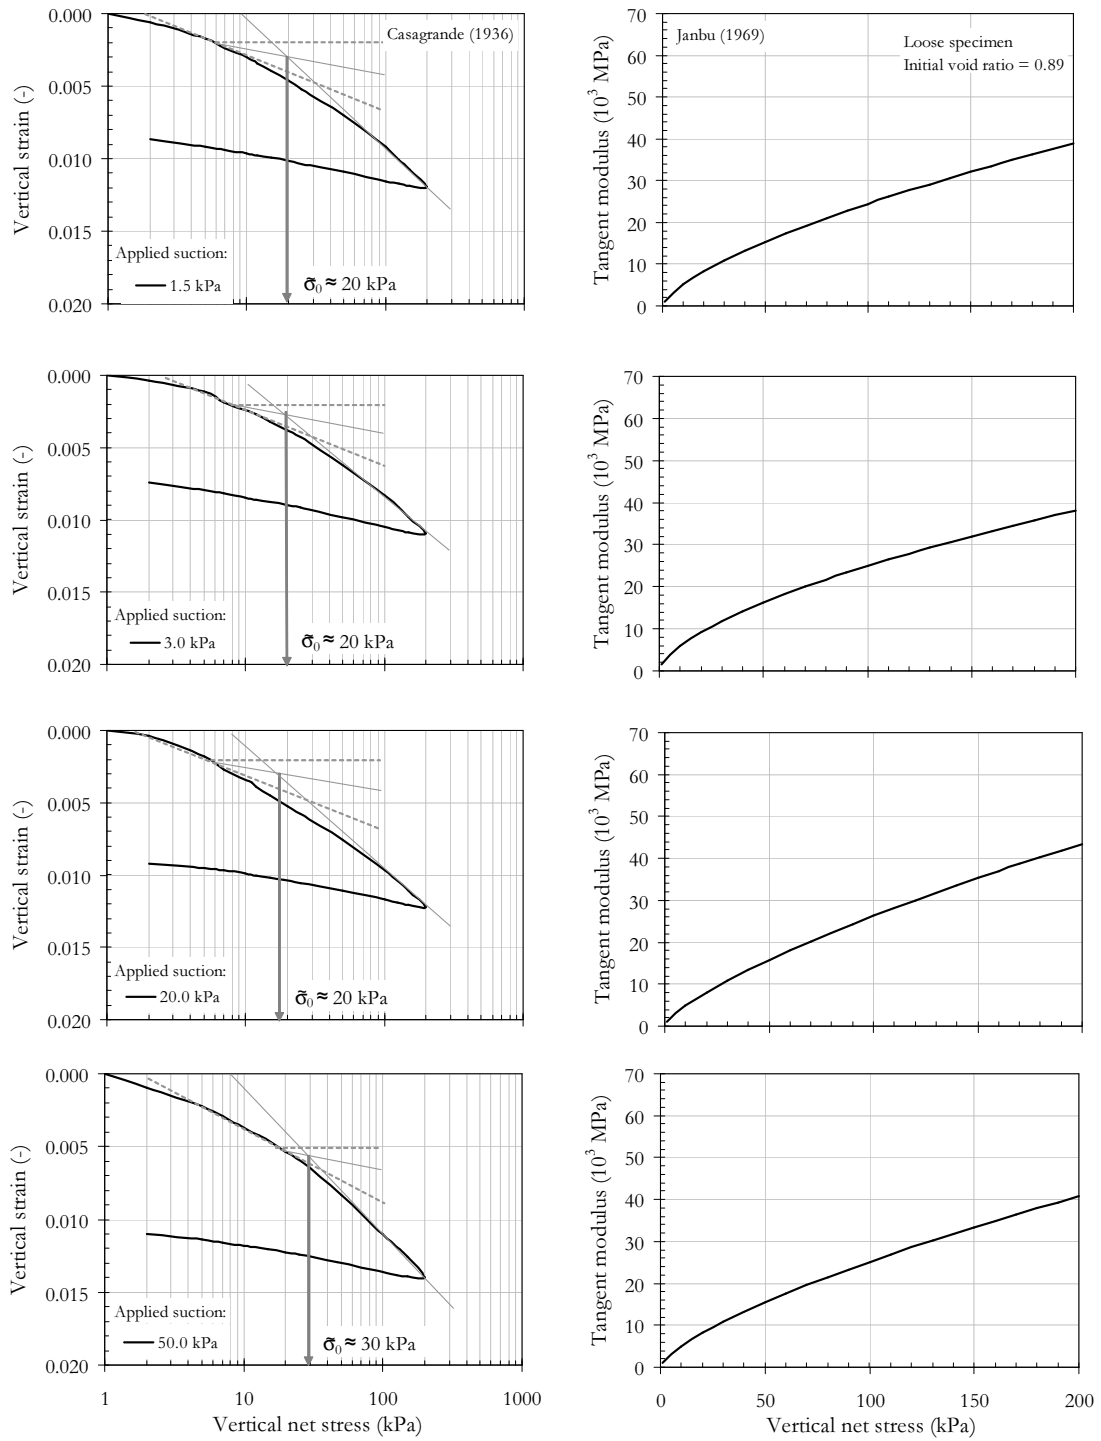 0.000
0.005
0.010
0.015
0.020
Vertical strain (-)
Casagrande (1936)
Applied suction:
1.5 kPa
σ̃₀ ≈ 20 kPa
70
60
50
40
30
20
10
0
Tangent modulus (10³ MPa)
Janbu (1969)
Loose specimen
Initial void ratio = 0.89
0.000
0.005
0.010
0.015
0.020
Vertical strain (-)
Applied suction:
3.0 kPa
σ̃₀ ≈ 20 kPa
70
60
50
40
30
20
10
0
Tangent modulus (10³ MPa)
0.000
0.005
0.010
0.015
0.020
Vertical strain (-)
Applied suction:
20.0 kPa
σ̃₀ ≈ 20 kPa
70
60
50
40
30
20
10
0
Tangent modulus (10³ MPa)
0.000
0.005
0.010
0.015
0.020
Vertical strain (-)
Applied suction:
50.0 kPa
σ̃₀ ≈ 30 kPa
1 10 100 1000
Vertical net stress (kPa)
70
60
50
40
30
20
10
0
Tangent modulus (10³ MPa)
0 50 100 150 200
Vertical net stress (kPa)